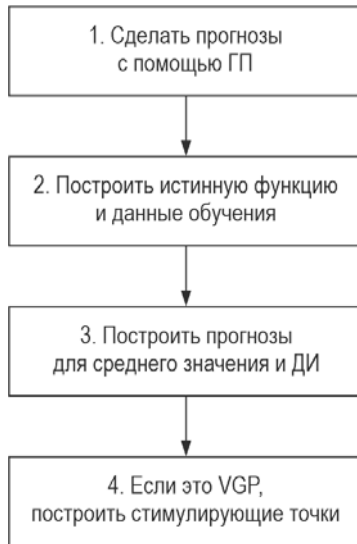 1. Сделать прогнозы
с помощью ГП
2. Построить истинную функцию
и данные обучения
3. Построить прогнозы
для среднего значения и ДИ
4. Если это VGP,
построить стимулирующие точки